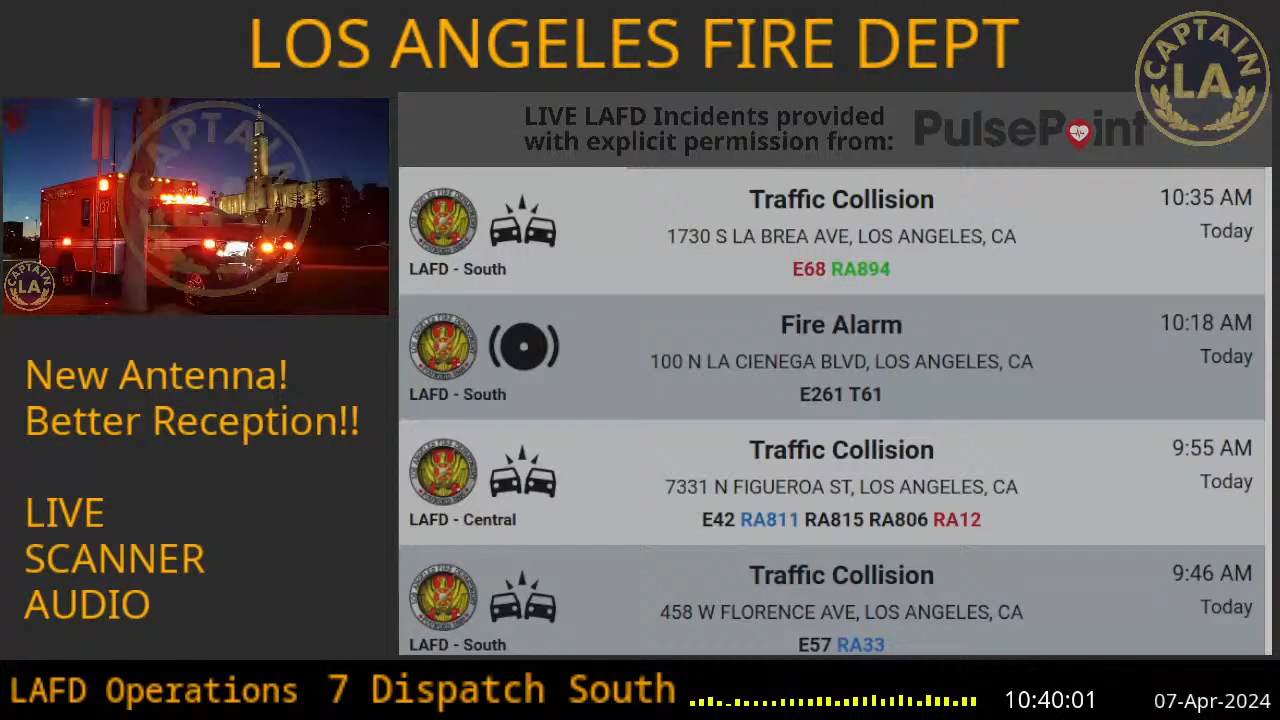 LOS ANGELES FIRE DEPT
CAPTAIN
LA
LIVE LAFD Incidents provided
with explicit permission from:
PulsePoint
CAPTAIN
CAPTAIN
LA
Traffic Collision
10:35 AM
1730 S LA BREA AVE, LOS ANGELES, CA
Today
LAFD - South
E68 RA894
Fire Alarm
10:18 AM
100 N LA CIENEGA BLVD, LOS ANGELES, CA
Today
LAFD - South
E261 T61
Traffic Collision
9:55 AM
7331 N FIGUEROA ST, LOS ANGELES, CA
Today
LAFD - Central
E42 RA811 RA815 RA806 RA12
Traffic Collision
9:46 AM
458 W FLORENCE AVE, LOS ANGELES, CA
Today
LAFD - South
E57 RA33
New Antenna!
Better Reception!!
LIVE
SCANNER
AUDIO
LAFD Operations 7 Dispatch South
10:40:01
07-Apr-2024